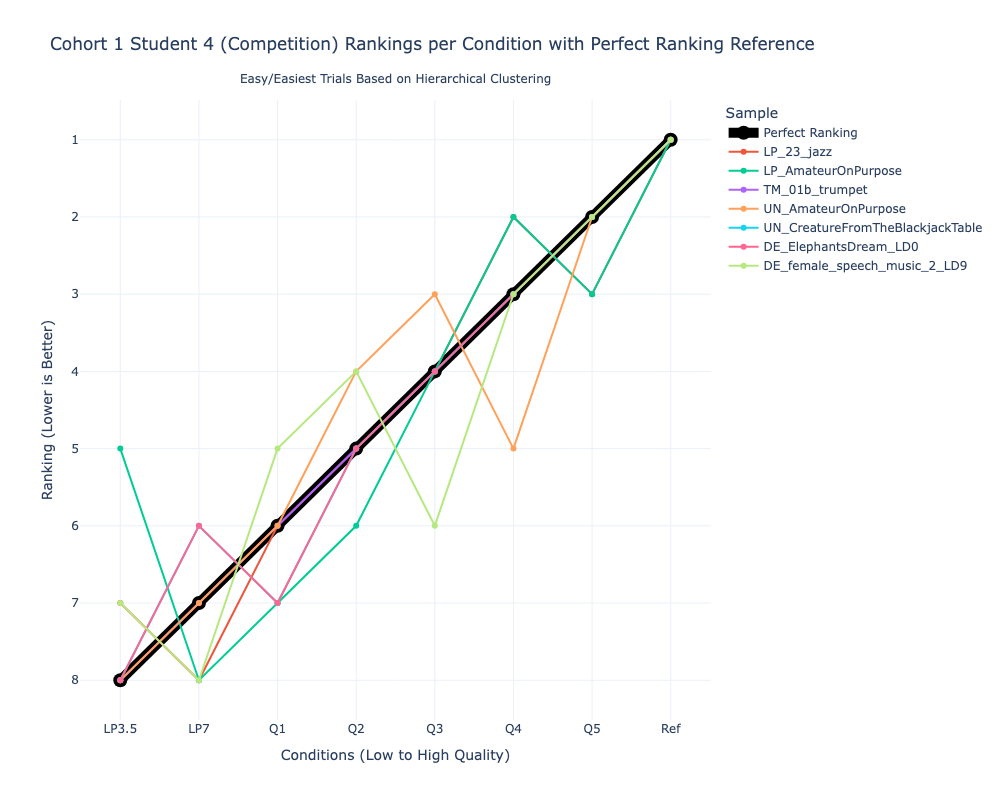 Cohort 1 Student 4 (Competition) Rankings per Condition with Perfect Ranking Reference
Easy/Easiest Trials Based on Hierarchical Clustering
Sample
Perfect Ranking
LP_23_jazz
LP_AmateurOnPurpose
TM_01b_trumpet
UN_AmateurOnPurpose
UN_CreatureFromTheBlackjackTable
DE_ElephantsDream_LD0
DE_female_speech_music_2_LD9
Ranking (Lower is Better)
1
2
3
4
5
6
7
8
LP3.5 LP7 Q1 Q2 Q3 Q4 Q5 Ref
Conditions (Low to High Quality)